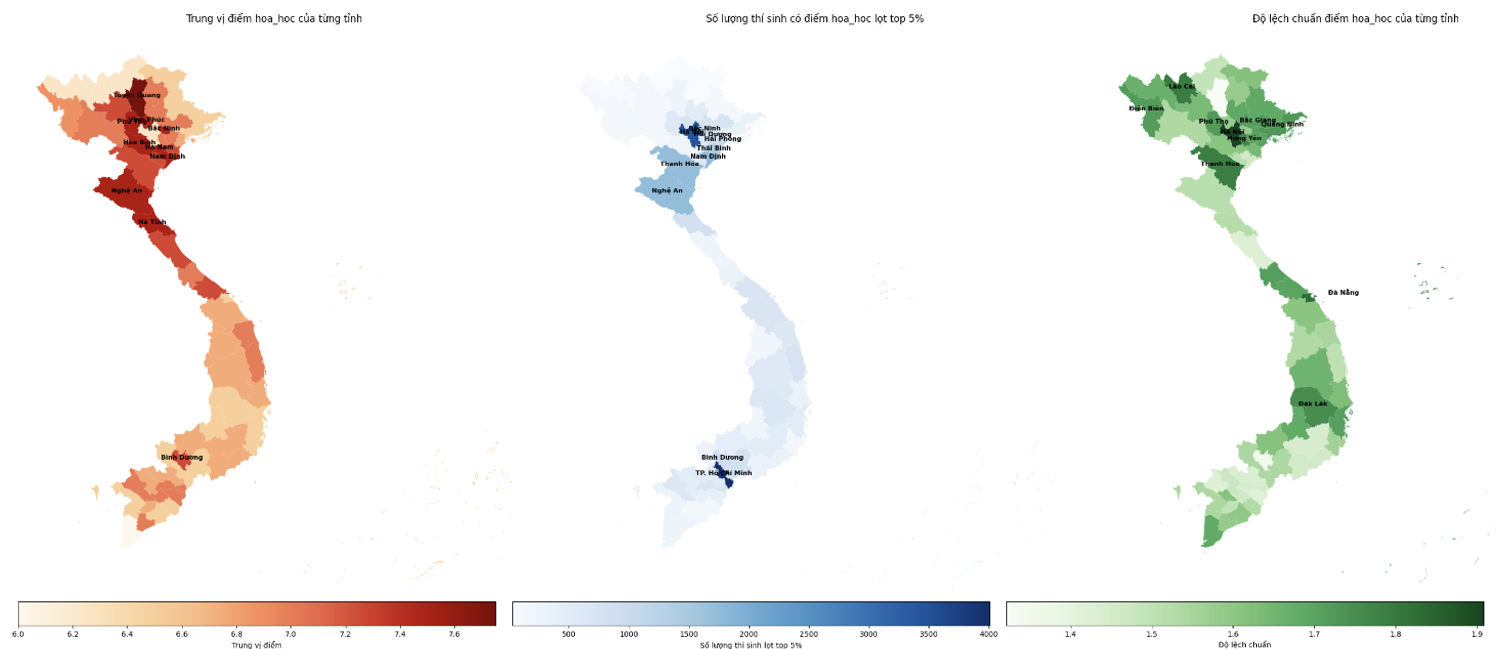 Trung vị điểm hoa_hoc của từng tỉnh
Tuyên Quang
Vĩnh Phúc
Phú Thọ
Bắc Ninh
Hòa Bình
Hà Nam
Nam Định
Nghệ An
Hà Tĩnh
Bình Dương
6.0 6.2 6.4 6.6 6.8 7.0 7.2 7.4 7.6
Trung vị điểm
Số lượng thí sinh có điểm hoa_hoc lọt top 5%
Bắc Ninh
Hải Dương
Hải Phòng
Thái Bình
Nam Định
Thanh Hóa
Nghệ An
Bình Dương
TP. Hồ Chí Minh
500 1000 1500 2000 2500 3000 3500 4000
Số lượng thí sinh lọt top 5%
Độ lệch chuẩn điểm hoa_hoc của từng tỉnh
Lào Cai
Điện Biên
Phú Thọ
Bắc Giang
Quảng Ninh
Hà Nội
Hưng Yên
Thanh Hóa
Đà Nẵng
Đắk Lắk
1.4 1.5 1.6 1.7 1.8 1.9
Độ lệch chuẩn